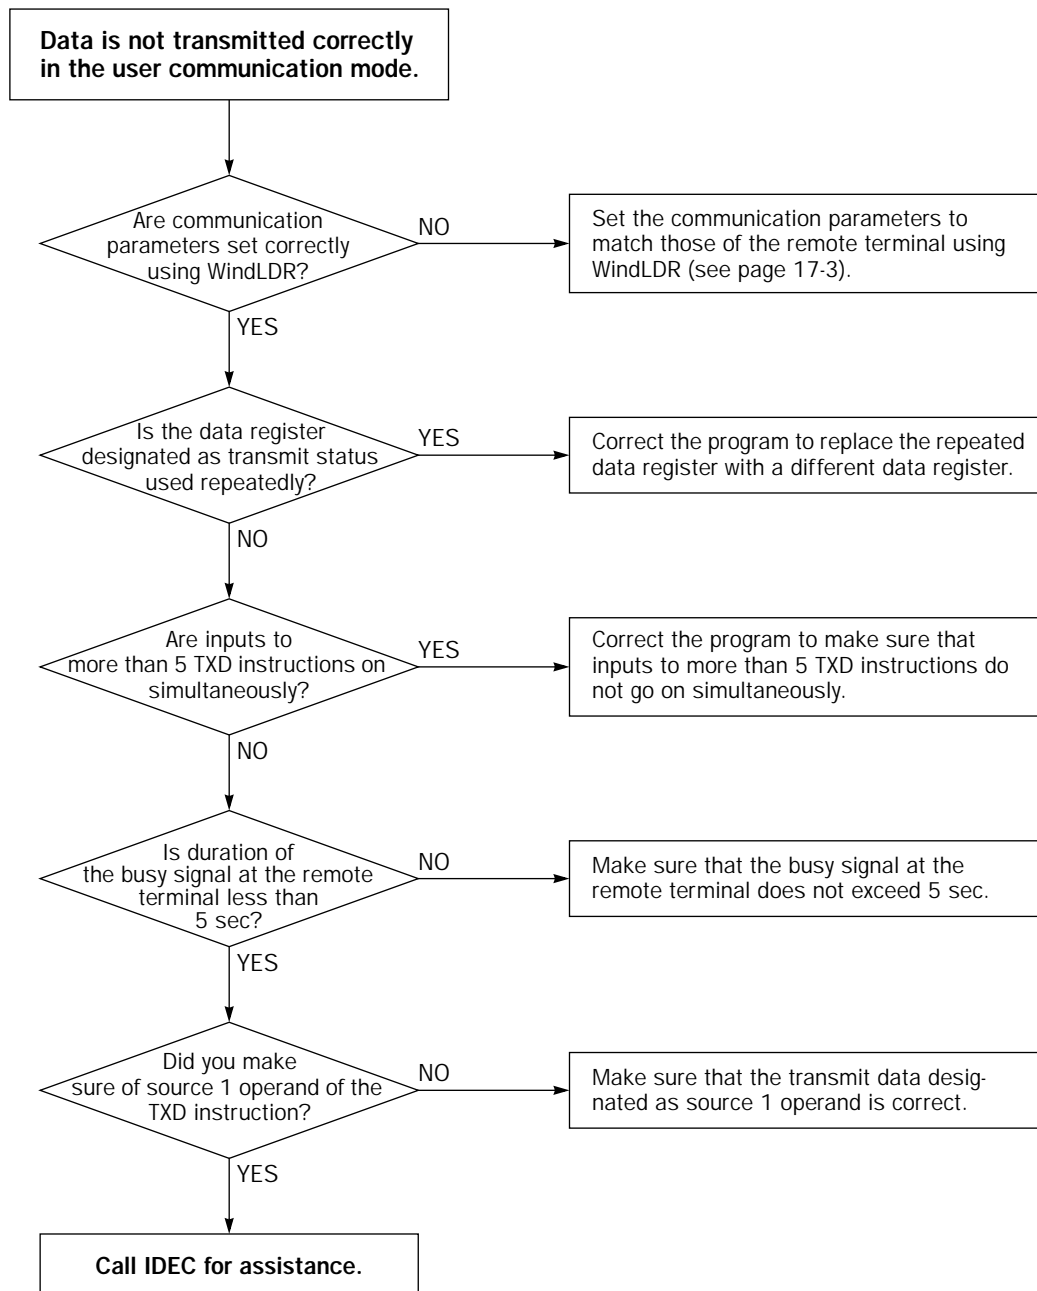 Data is not transmitted correctly
in the user communication mode.
Are communication
parameters set correctly
using WindLDR?
NO
Set the communication parameters to
match those of the remote terminal using
WindLDR (see page 17-3).
YES
Is the data register
designated as transmit status
used repeatedly?
YES
Correct the program to replace the repeated
data register with a different data register.
NO
Are inputs to
more than 5 TXD instructions on
simultaneously?
YES
Correct the program to make sure that
inputs to more than 5 TXD instructions do
not go on simultaneously.
NO
Is duration of
the busy signal at the remote
terminal less than
5 sec?
NO
Make sure that the busy signal at the
remote terminal does not exceed 5 sec.
YES
Did you make
sure of source 1 operand of the
TXD instruction?
NO
Make sure that the transmit data desig-
nated as source 1 operand is correct.
YES
Call IDEC for assistance.